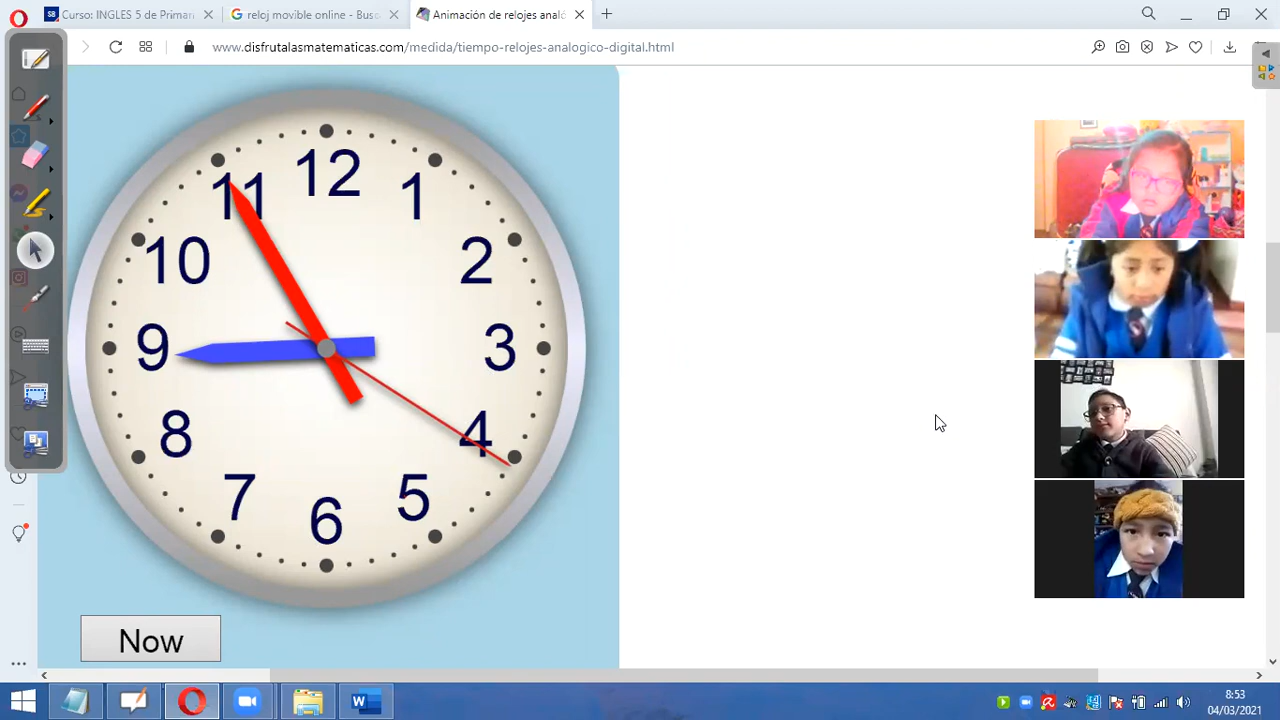 Curso: INGLES 5 de Primari
reloj movible online - Busc
Animación de relojes analó
www.disfrutalasmatematicas.com/medida/tiempo-relojes-analogico-digital.html
12
11
1
10
2
9
3
8
4
7
5
6
Now
8:53
04/03/2021